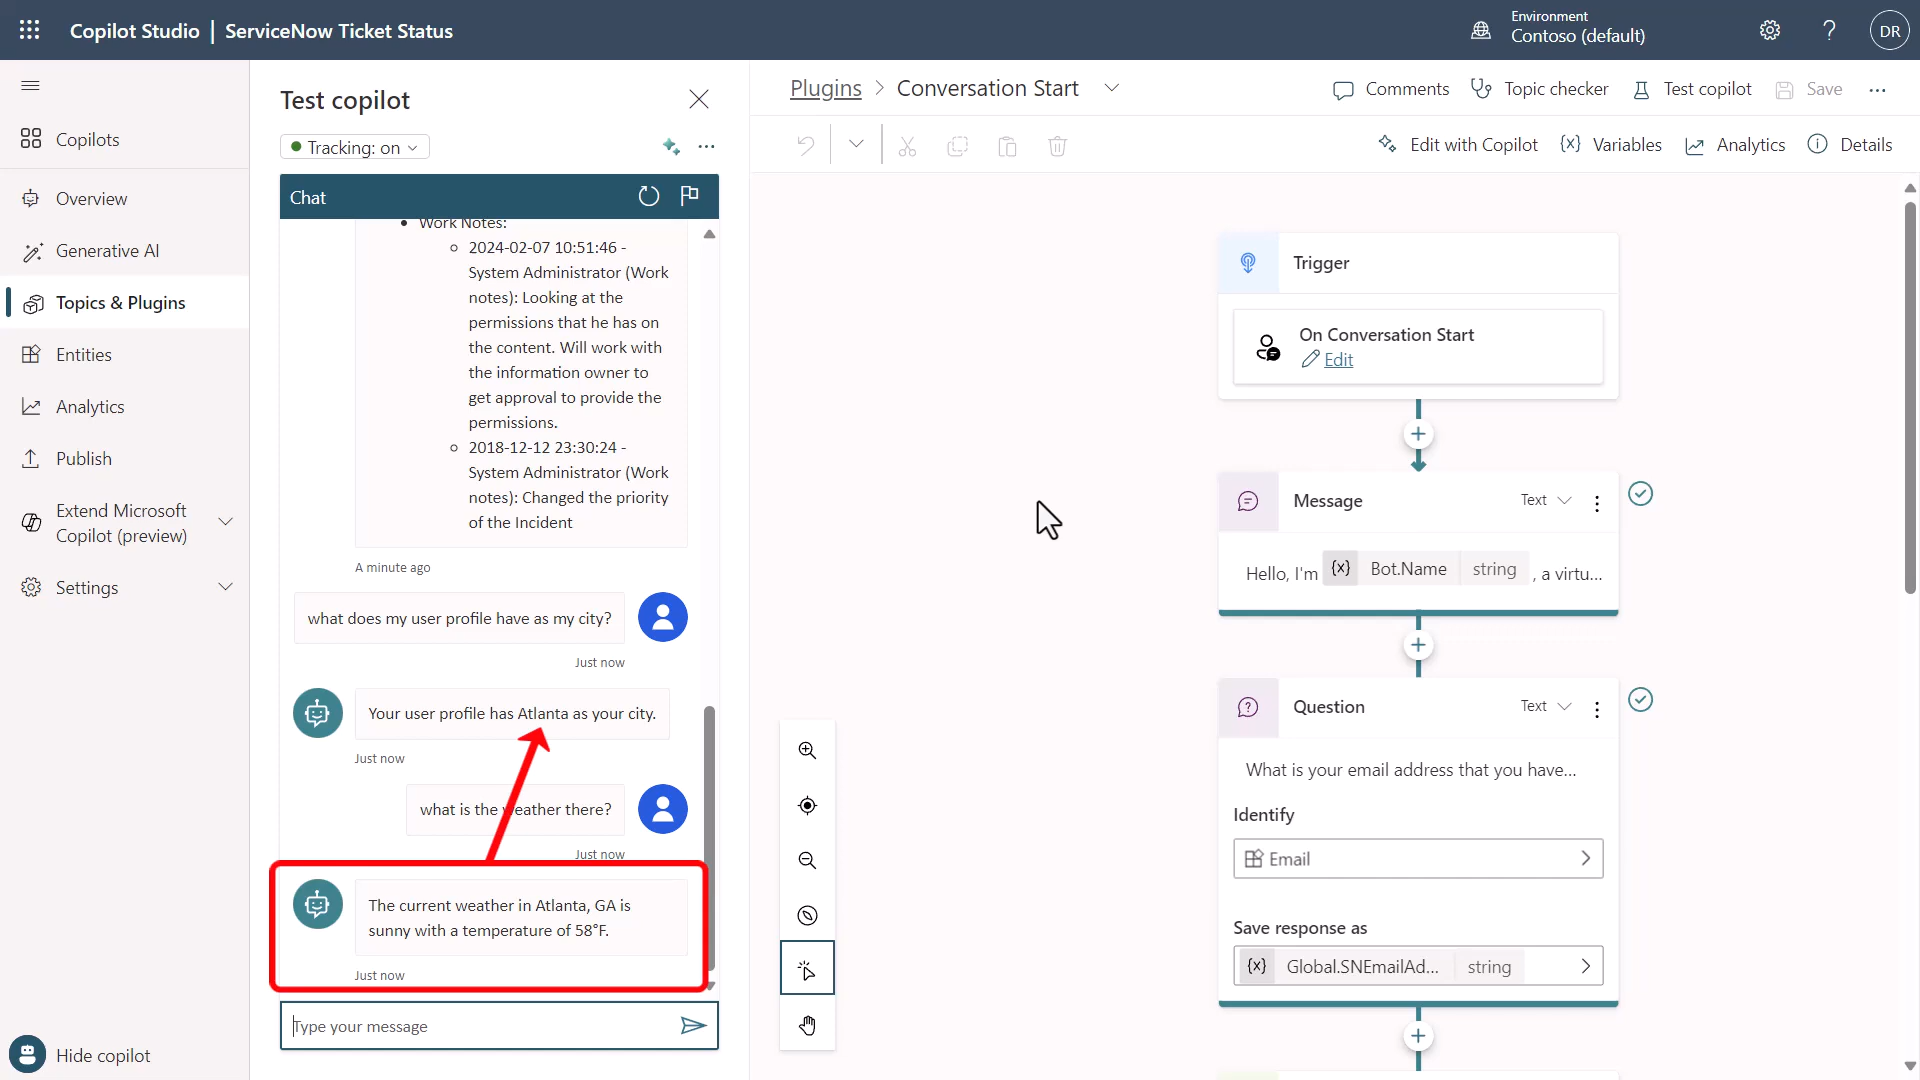 Copilot Studio | ServiceNow Ticket Status
Environment
Contoso (default)
?
DR
Copilots
Overview
Generative AI
Topics & Plugins
Entities
Analytics
Publish
Extend Microsoft
Copilot (preview)
Settings
Hide copilot
Test copilot
Tracking: on
Chat
Work Notes:
2024-02-07 10:51:46 -
System Administrator (Work
notes): Looking at the
permissions that he has on
the content. Will work with
the information owner to
get approval to provide the
permissions.
2018-12-12 23:30:24 -
System Administrator (Work
notes): Changed the priority
of the Incident
A minute ago
what does my user profile have as my city?
Just now
Your user profile has Atlanta as your city.
Just now
what is the weather there?
Just now
The current weather in Atlanta, GA is
sunny with a temperature of 58°F.
Just now
Type your message
Plugins > Conversation Start
Comments
Topic checker
Test copilot
Save
Edit with Copilot
{x} Variables
Analytics
Details
Trigger
On Conversation Start
Edit
Message
Text
Hello, I'm {x} Bot.Name string , a virtu...
Question
Text
What is your email address that you have...
Identify
Email
Save response as
{x} Global.SNEmailAd... string